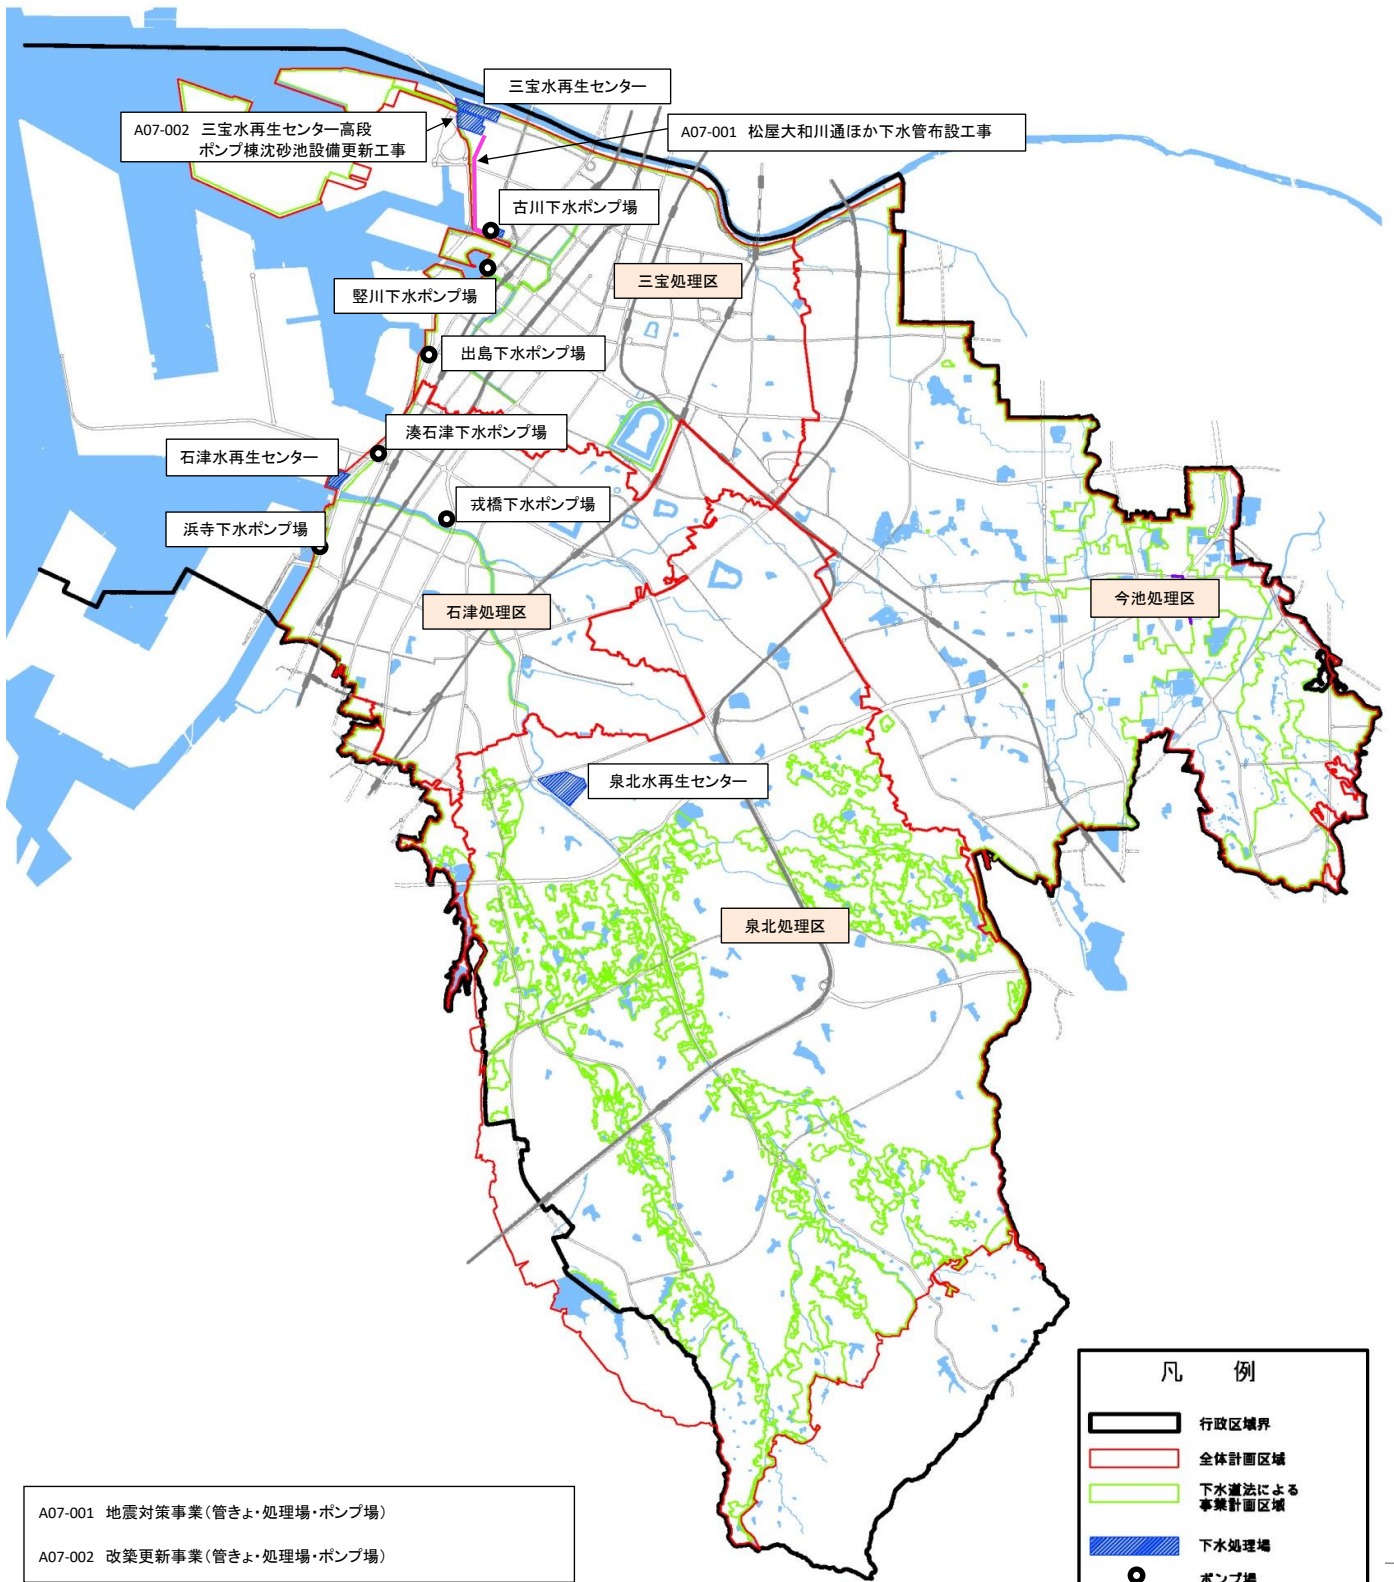 三宝水再生センター
A07-002 三宝水再生センター高段
ポンプ棟沈砂池設備更新工事
A07-001 松屋大和川通ほか下水管布設工事
古川下水ポンプ場
三宝処理区
竪川下水ポンプ場
出島下水ポンプ場
湊石津下水ポンプ場
石津水再生センター
戎橋下水ポンプ場
浜寺下水ポンプ場
石津処理区
今池処理区
泉北水再生センター
泉北処理区
凡 例
行政区域界
全体計画区域
下水道法による
事業計画区域
下水処理場
ポンプ場
A07-001 地震対策事業(管きょ・処理場・ポンプ場)
A07-002 改築更新事業(管きょ・処理場・ポンプ場)